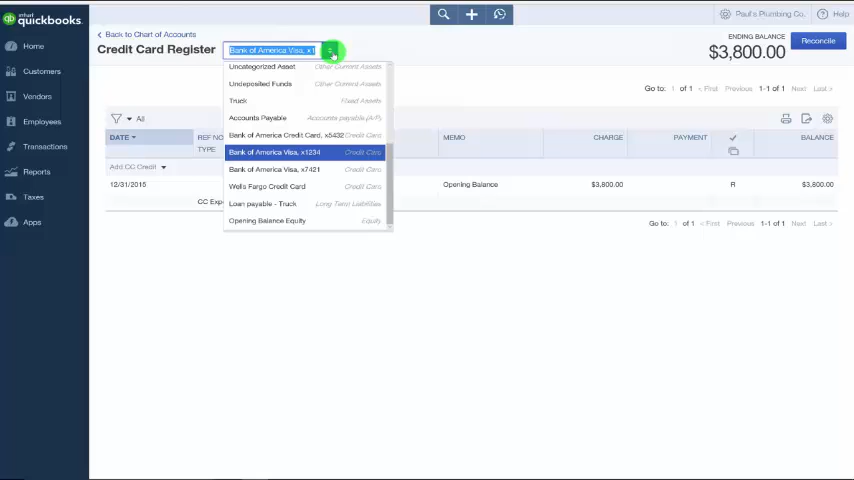 intuit
quickbooks.
Paul's Plumbing Co.
Help
Home
Customers
Vendors
Employees
Transactions
Reports
Taxes
Apps
Back to Chart of Accounts
Credit Card Register
Bank of America Visa, x1
ENDING BALANCE
$3,800.00
Reconcile
Go to: 1 of 1 < First Previous 1-1 of 1 Next Last >
All
DATE
REF NO
TYPE
MEMO
CHARGE
PAYMENT
BALANCE
Add CC Credit
12/31/2015
CC Exp
Opening Balance
$3,800.00
R
$3,800.00
Uncategorized Asset Other Current Assets
Undeposited Funds Other Current Assets
Truck Fixed Assets
Accounts Payable Accounts payable (A/P)
Bank of America Credit Card, x5432 Credit Card
Bank of America Visa, x1234 Credit Card
Bank of America Visa, x7421 Credit Card
Wells Fargo Credit Card Credit Card
Loan payable - Truck Long Term Liabilities
Opening Balance Equity Equity
Go to: 1 of 1 < First Previous 1-1 of 1 Next Last >